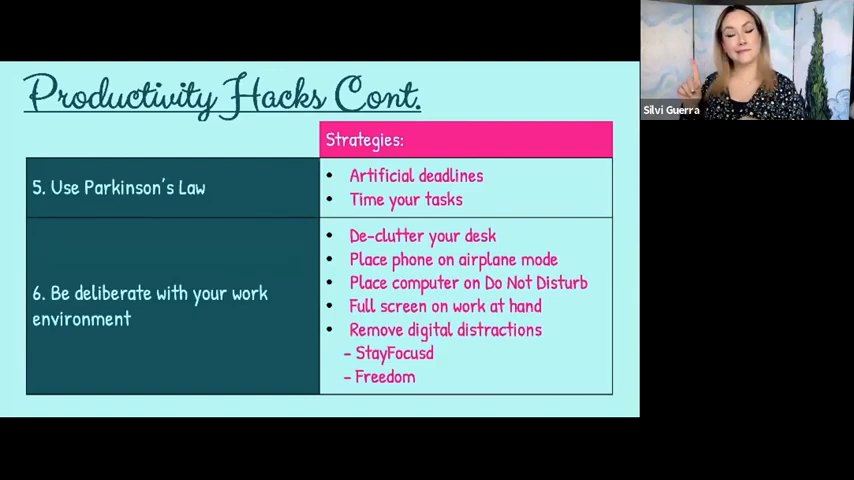 Productivity Hacks Cont.
Strategies:
5. Use Parkinson's Law
• Artificial deadlines
• Time your tasks
6. Be deliberate with your work
environment
• De-clutter your desk
• Place phone on airplane mode
• Place computer on Do Not Disturb
• Full screen on work at hand
• Remove digital distractions
- StayFocusd
- Freedom
Silvi Guerra